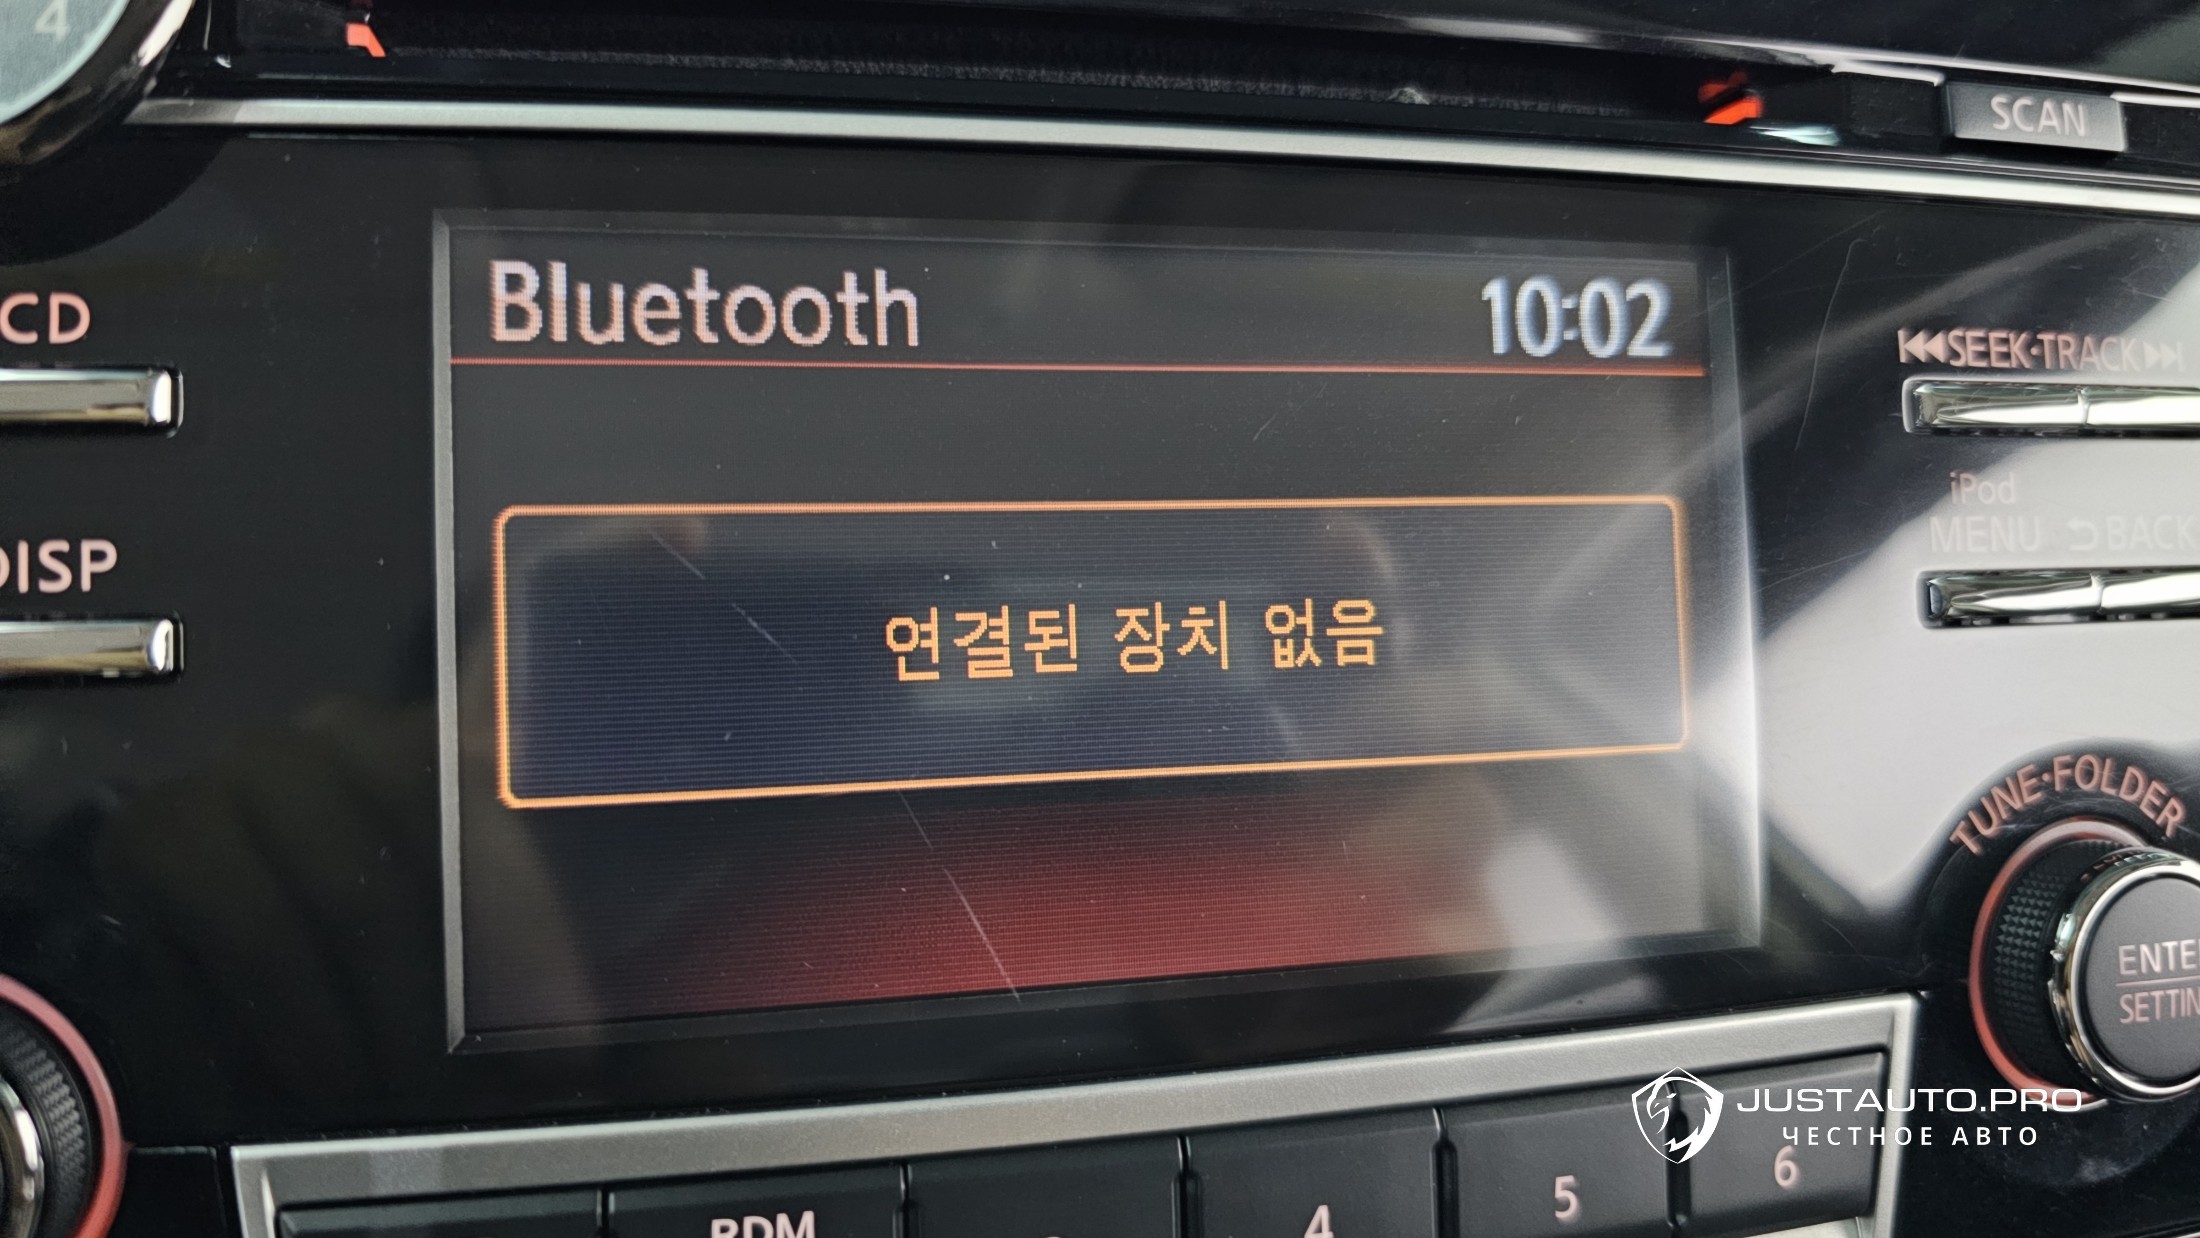 4
SCAN
CD
Bluetooth
10:02
SEEK·TRACK
iPod
MENU
BACK
DISP
연결된 장치 없음
TUNE·FOLDER
JUSTAUTO.PRO
ЧЕСТНОЕ АВТО
RDM
4
5
6